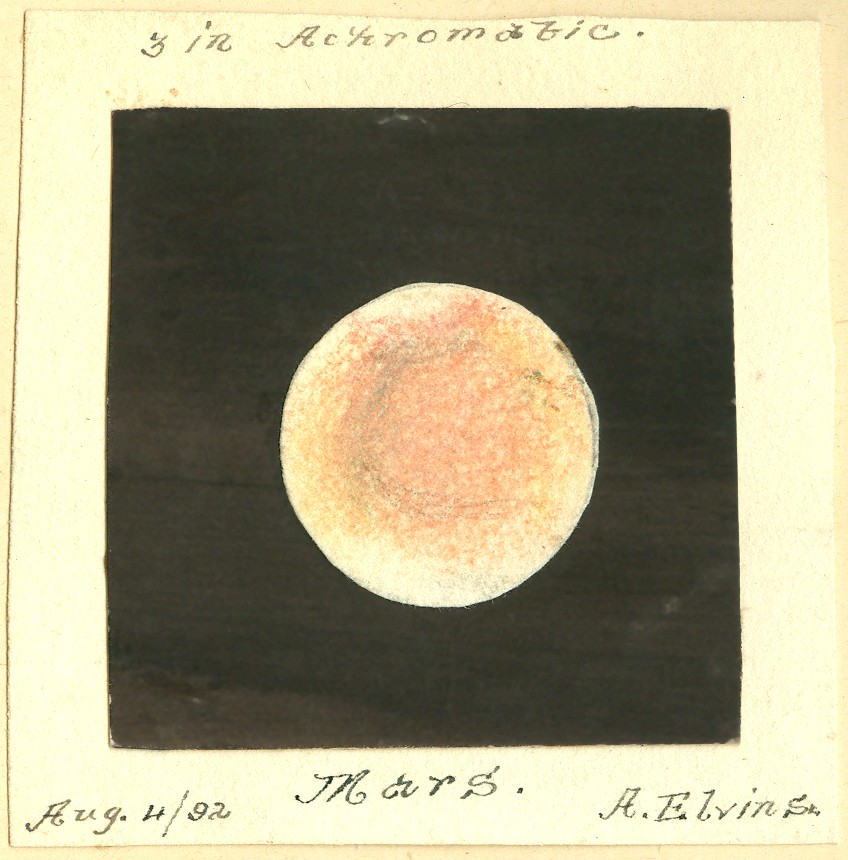 3 in Achromatic.
Mars.
Aug. 4/92 A. Elvins.